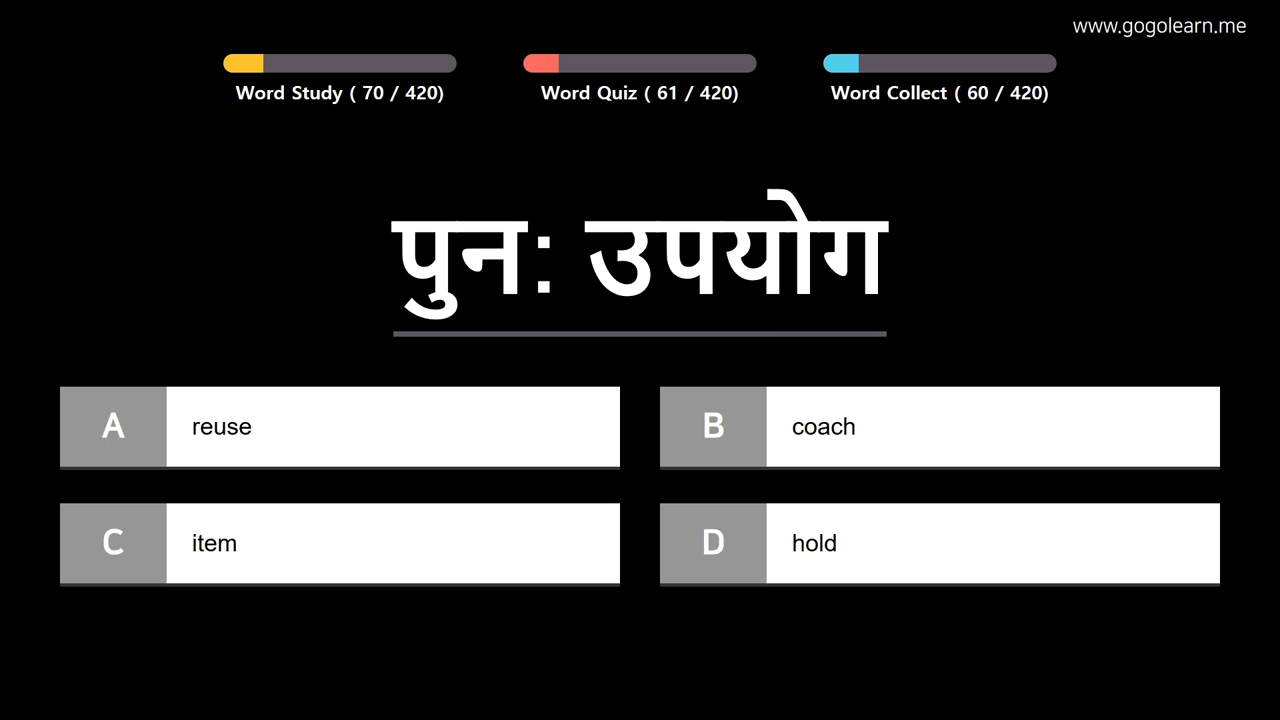 www.gogolearn.me
Word Study ( 70 / 420)
Word Quiz ( 61 / 420)
Word Collect ( 60 / 420)
पुन: उपयोग
A reuse
B coach
C item
D hold